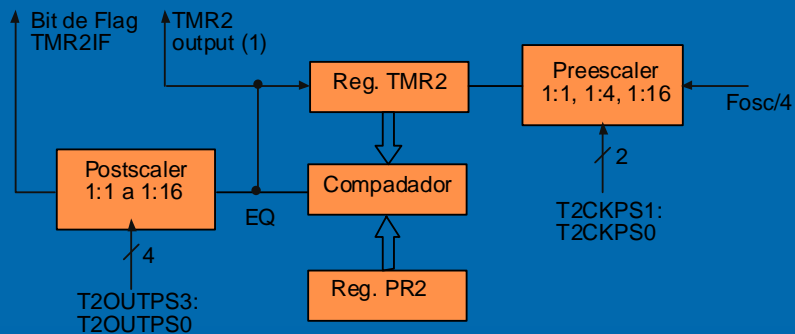 Bit de Flag
TMR2IF
TMR2
output (1)
Reg. TMR2
Preescaler
1:1, 1:4, 1:16
Fosc/4
2
T2CKPS1:
T2CKPS0
Postscaler
1:1 a 1:16
EQ
Compadador
4
T2OUTPS3:
T2OUTPS0
Reg. PR2